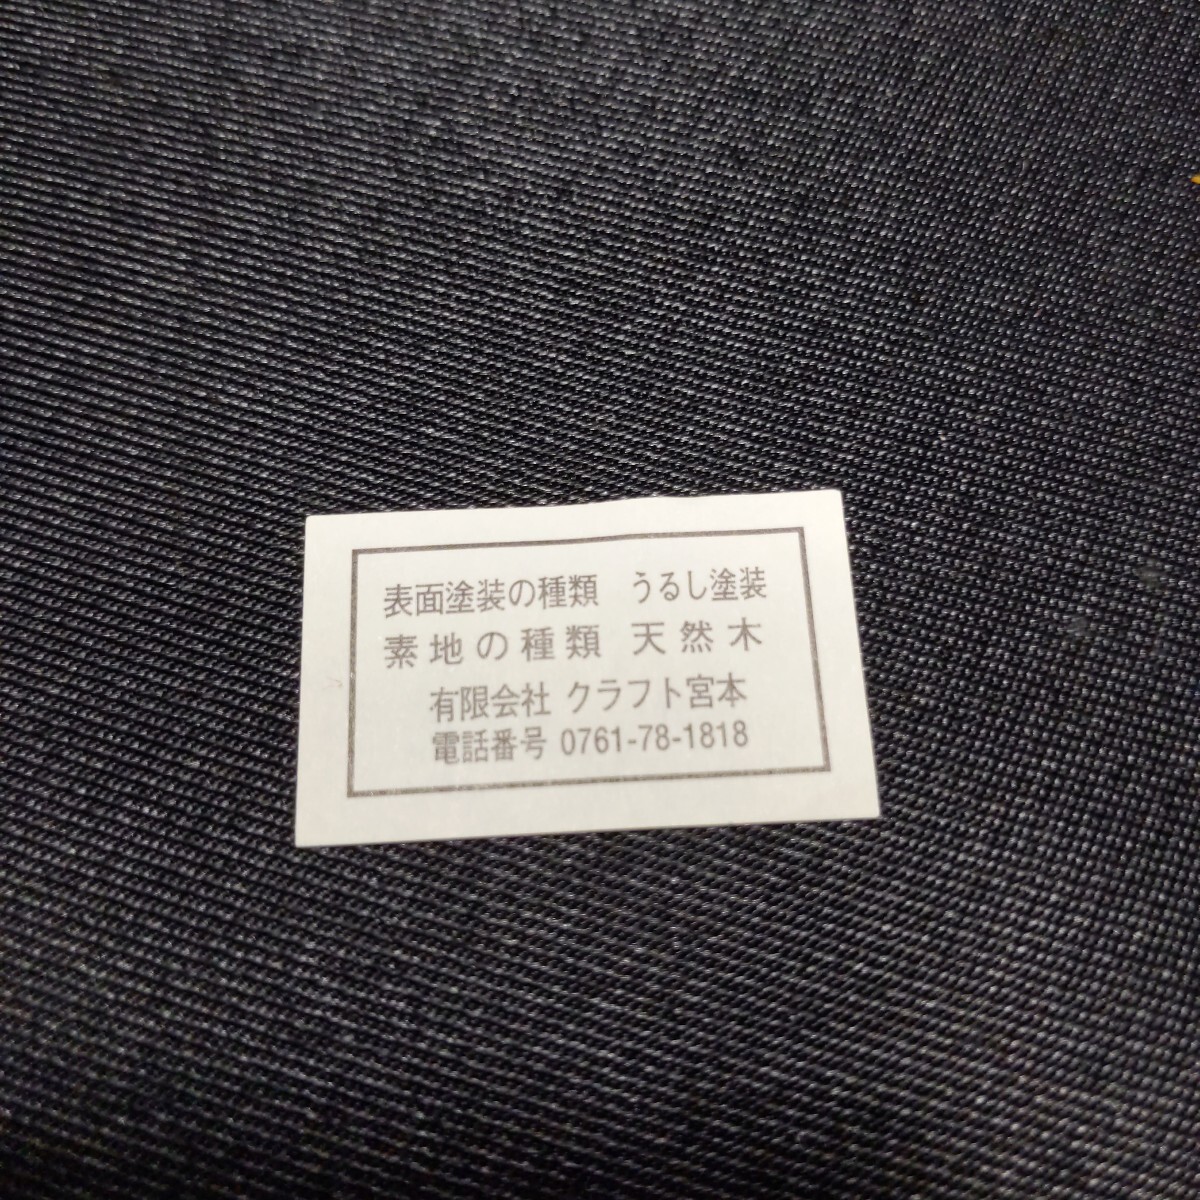 表面塗装の種類　うるし塗装
素地の種類　天然木
有限会社 クラフト宮本
電話番号 0761-78-1818